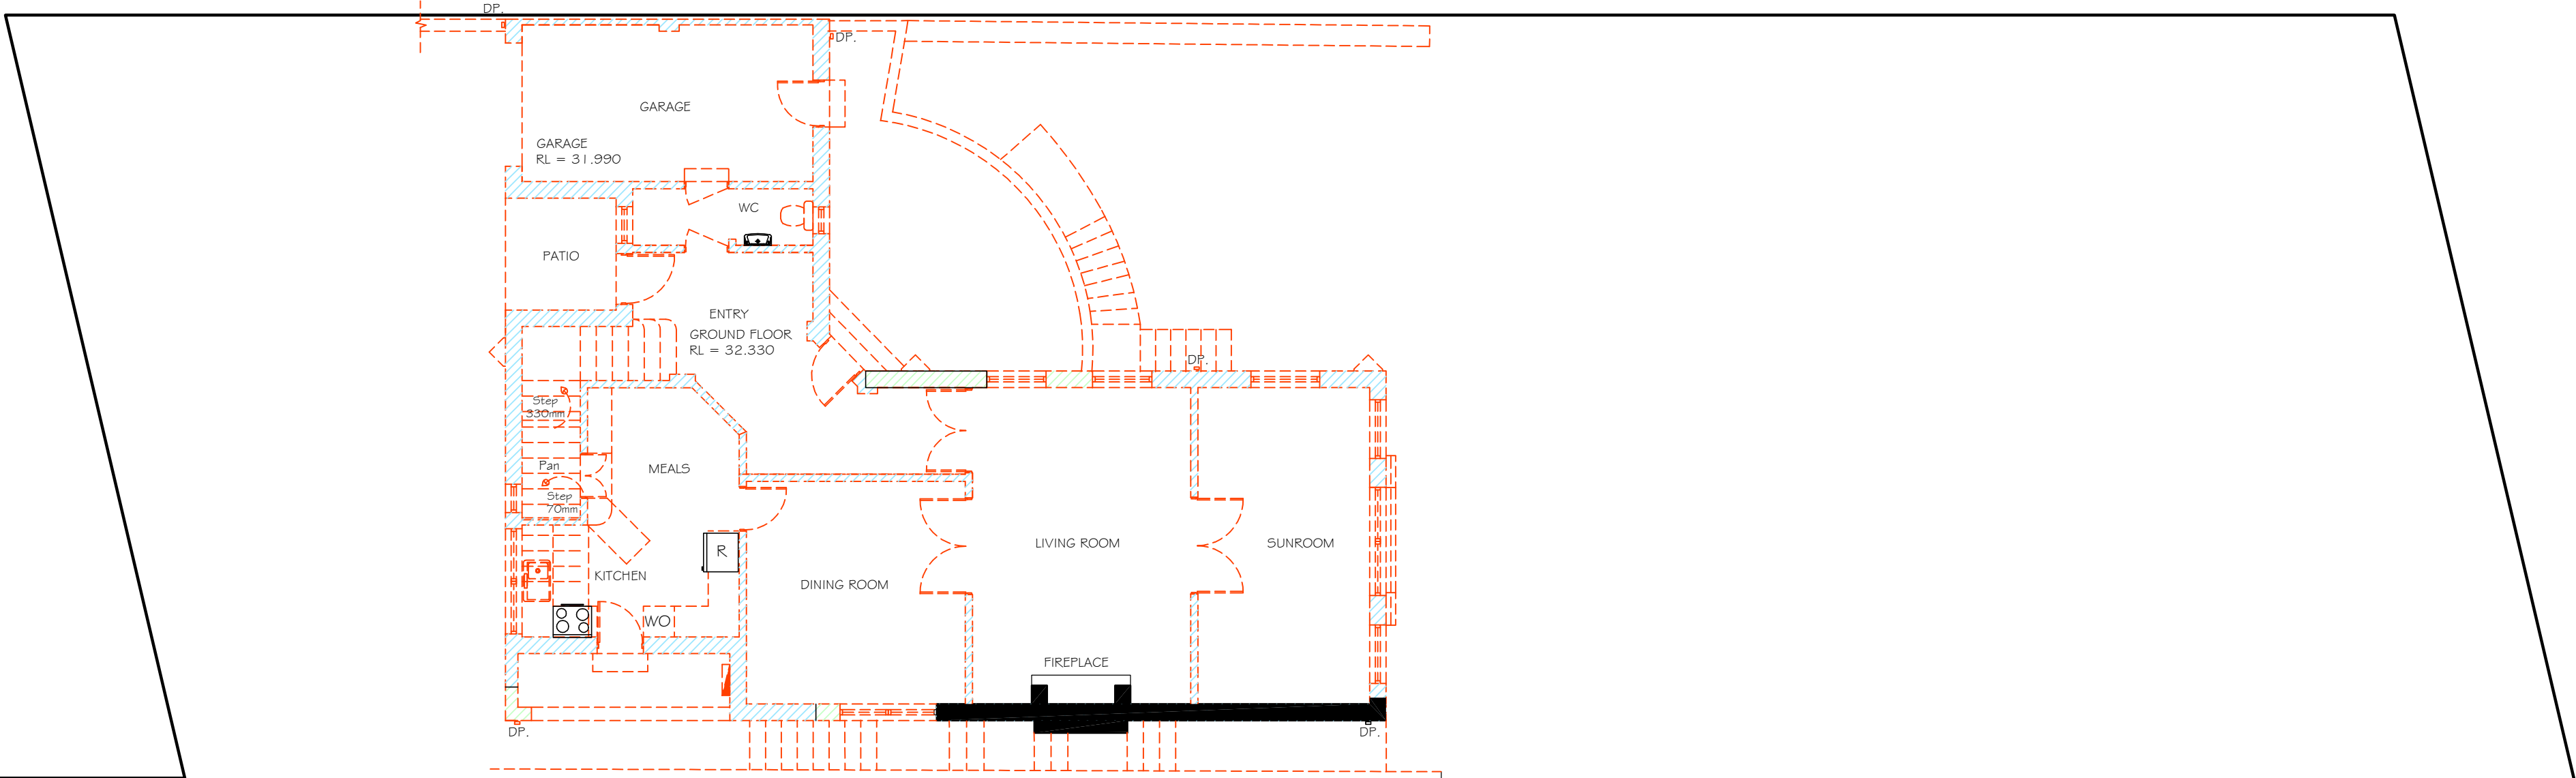 DP.
DP.
GARAGE
GARAGE
RL = 31.990
WC
PATIO
ENTRY
GROUND FLOOR
RL = 32.330
DP.
Step
330mm
Pan
MEALS
Step
70mm
R
LIVING ROOM
SUNROOM
KITCHEN
DINING ROOM
WO
FIREPLACE
DP.
DP.